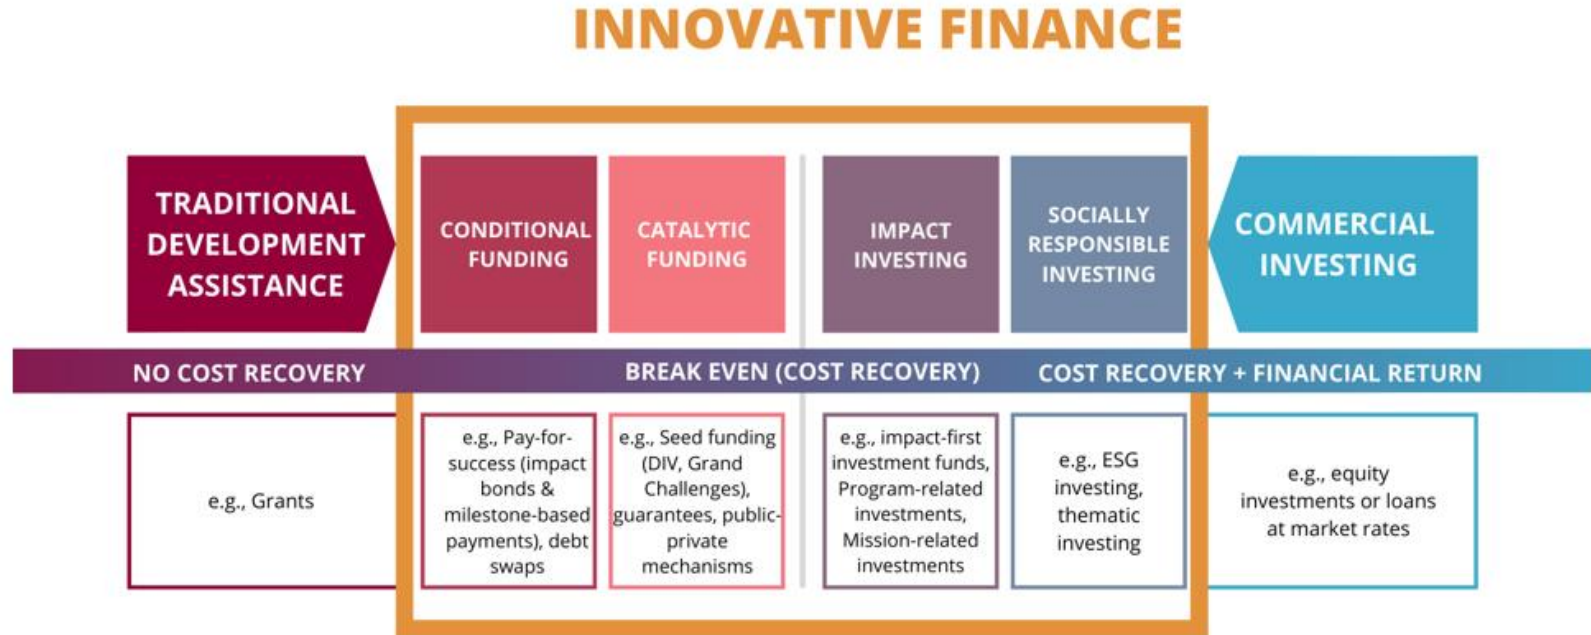 INNOVATIVE FINANCE
TRADITIONAL
DEVELOPMENT
ASSISTANCE
CONDITIONAL
FUNDING
CATALYTIC
FUNDING
IMPACT
INVESTING
SOCIALLY
RESPONSIBLE
INVESTING
COMMERCIAL
INVESTING
NO COST RECOVERY
BREAK EVEN (COST RECOVERY)
COST RECOVERY + FINANCIAL RETURN
e.g., Grants
e.g., Pay-for-
success (impact
bonds &
milestone-based
payments), debt
swaps
e.g., Seed funding
(DIV, Grand
Challenges),
guarantees, public-
private
mechanisms
e.g., impact-first
investment funds,
Program-related
investments,
Mission-related
investments
e.g., ESG
investing,
thematic
investing
e.g., equity
investments or loans
at market rates